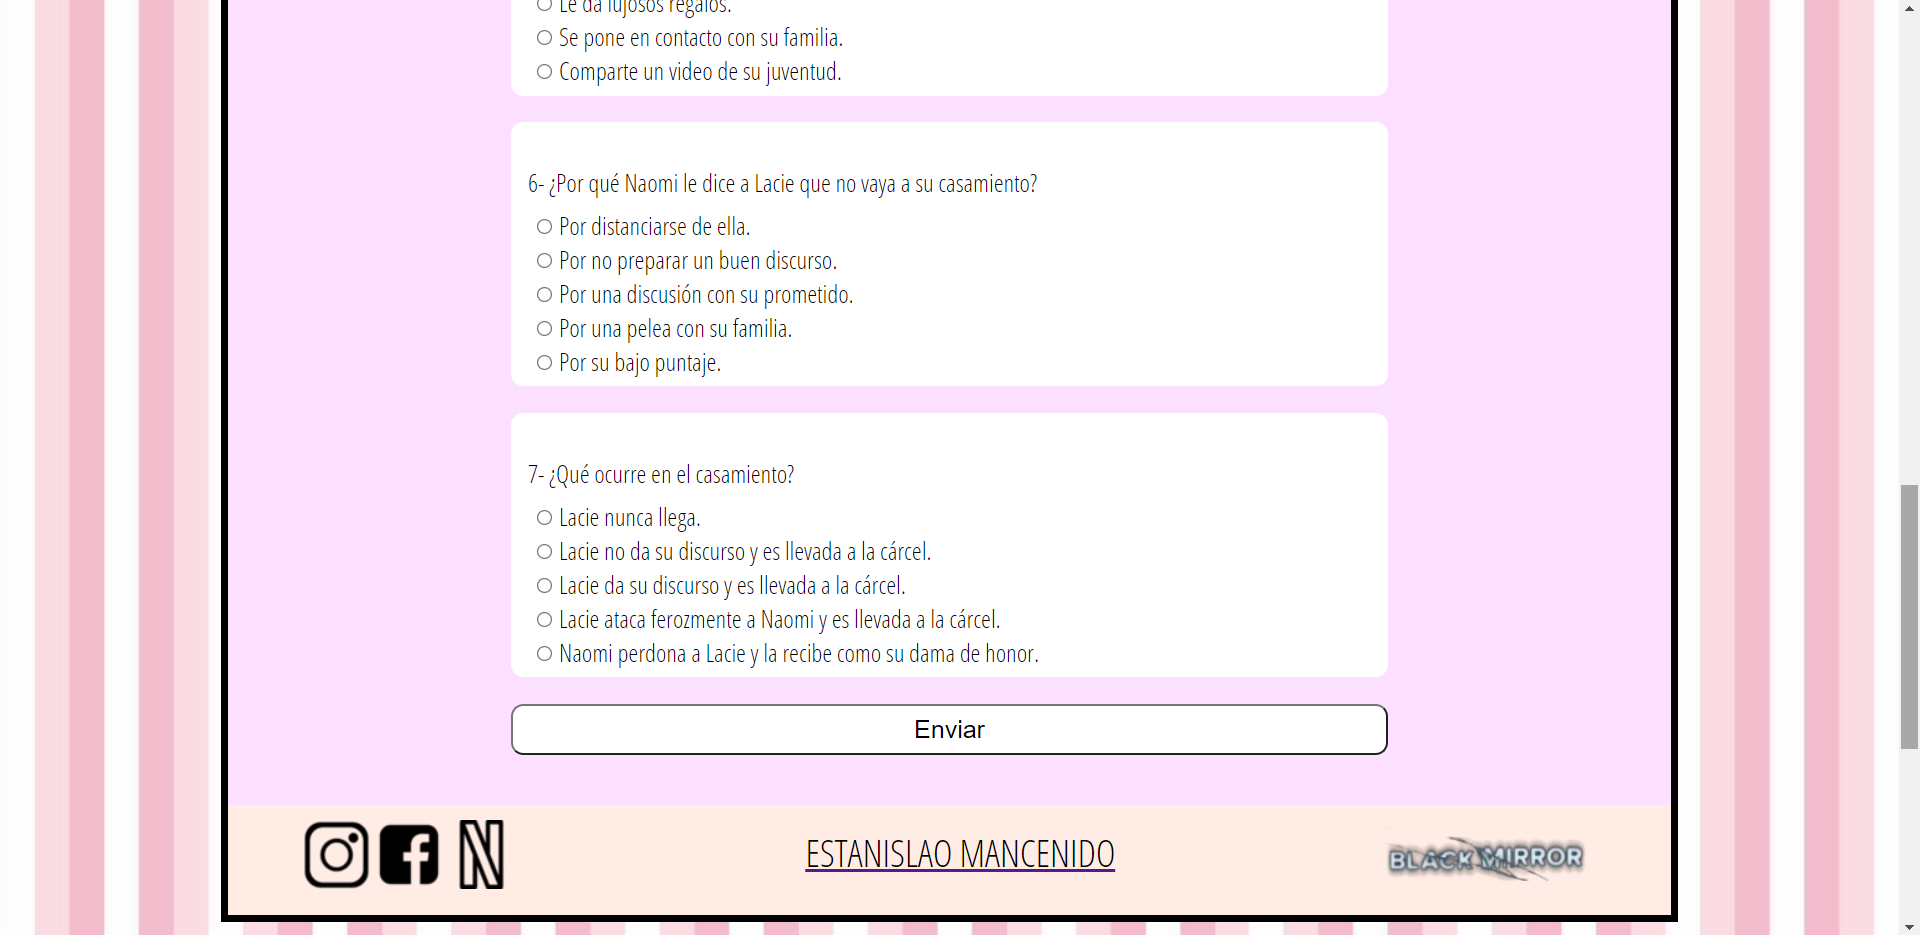 Le da lujosos regalos.
Se pone en contacto con su familia.
Comparte un video de su juventud.
6- ¿Por qué Naomi le dice a Lacie que no vaya a su casamiento?
Por distanciarse de ella.
Por no preparar un buen discurso.
Por una discusión con su prometido.
Por una pelea con su familia.
Por su bajo puntaje.
7- ¿Qué ocurre en el casamiento?
Lacie nunca llega.
Lacie no da su discurso y es llevada a la cárcel.
Lacie da su discurso y es llevada a la cárcel.
Lacie ataca ferozmente a Naomi y es llevada a la cárcel.
Naomi perdona a Lacie y la recibe como su dama de honor.
Enviar
N
ESTANISLAO MANCENIDO
BLACK MIRROR